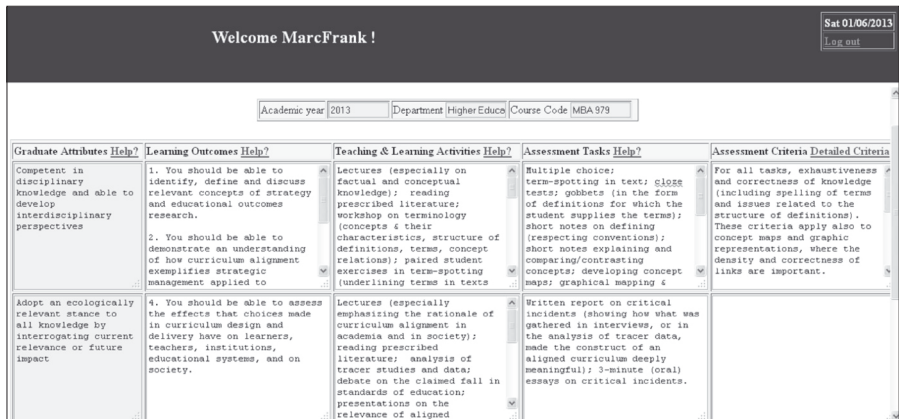 Welcome MarcFrank !
Sat 01/06/2013
Log out
Academic year 2013 Department Higher Educa Course Code MBA 979
Graduate Attributes Help? Learning Outcomes Help? Teaching & Learning Activities Help? Assessment Tasks Help? Assessment Criteria Detailed Criteria
Competent in
disciplinary
knowledge and able to
develop
interdisciplinary
perspectives
1. You should be able to
identify, define and discuss
relevant concepts of strategy
and educational outcomes
research.
2. You should be able to
demonstrate an understanding
of how curriculum alignment
exemplifies strategic
management applied to
Lectures (especially on
factual and conceptual
knowledge); reading
prescribed literature;
workshop on terminology
(concepts & their
characteristics, structure of
definitions, terms, concept
relations); paired student
exercises in term-spotting
(underlining terms in texts
Multiple choice;
term-spotting in text; cloze
tests; gobbets (in the form
of definitions for which the
student supplies the terms);
short notes on defining
(respecting conventions);
short notes explaining and
comparing/contrasting
concepts; developing concept
maps; graphical mapping &
For all tasks, exhaustiveness
and correctness of knowledge
(including spelling of terms
and issues related to the
structure of definitions).
These criteria apply also to
concept maps and graphic
representations, where the
density and correctness of
links are important.
Adopt an ecologically
relevant stance to
all knowledge by
interrogating current
relevance or future
impact
4. You should be able to assess
the effects that choices made
in curriculum design and
delivery have on learners,
teachers, institutions,
educational systems, and on
society.
Lectures (especially
emphasizing the rationale of
curriculum alignment in
academia and in society);
reading prescribed
literature; analysis of
tracer studies and data;
debate on the claimed fall in
standards of education;
presentations on the
relevance of aligned
Written report on critical
incidents (showing how what was
gathered in interviews, or in
the analysis of tracer data,
made the construct of an
aligned curriculum deeply
meaningful); 3-minute (oral)
essays on critical incidents.